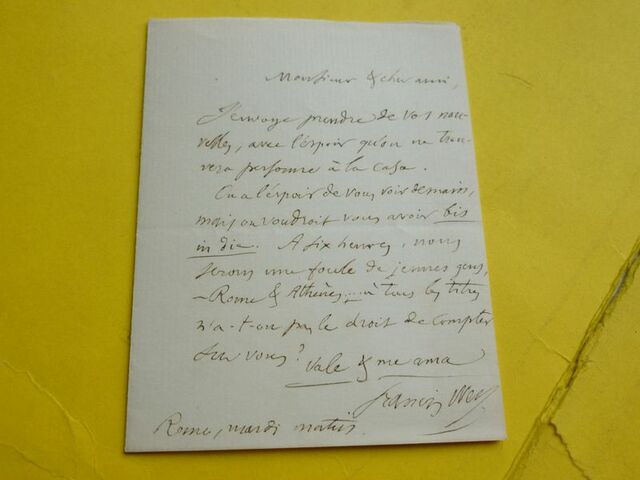 Monsieur & cher ami,
J'envoye prendre de vos nou-
velles, avec l'espoir qu'on ne trou-
vera personne à la casa.
On a l'espoir de vous voir demain,
mais on voudroit vous avoir bis
in die. A six heures, nous
serons une foule de jeunes gens,
– Rome & Athènes .... à tous les titres
n'a-t-on pas le droit de compter
sur vous? Vale & me ama
Francis Wey
Rome, mardi matin.